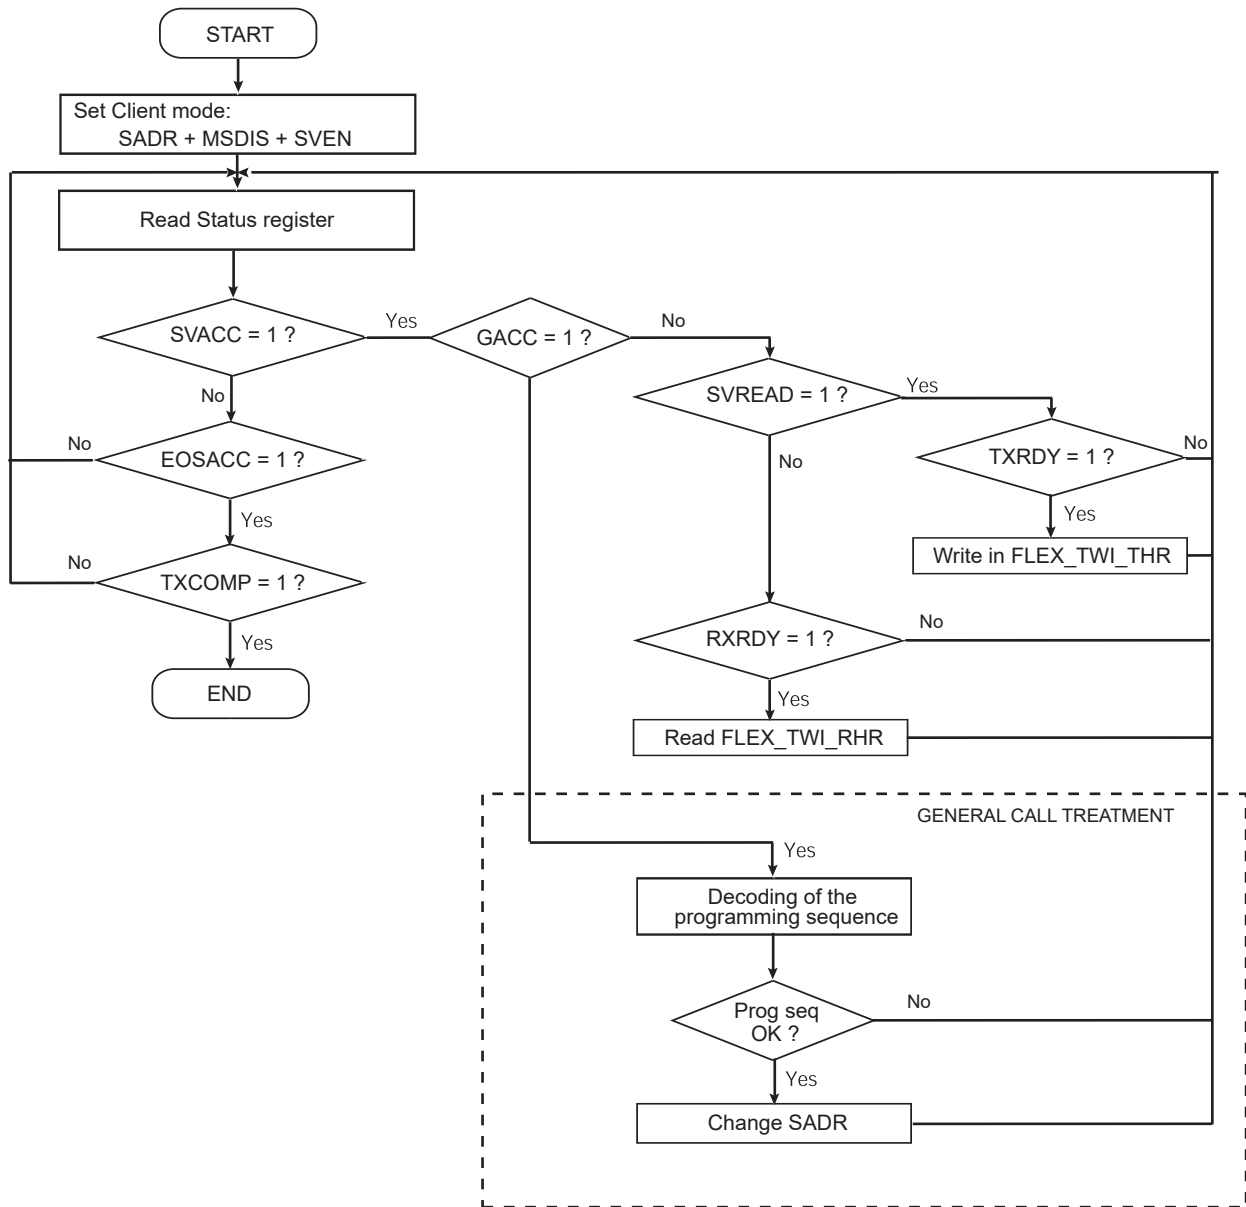 START
Set Client mode:
SADR + MSDIS + SVEN
Read Status register
SVACC = 1 ?
Yes
GACC = 1 ?
No
SVREAD = 1 ?
Yes
No
EOSACC = 1 ?
No
TXRDY = 1 ?
No
No
Yes
Yes
Write in FLEX_TWI_THR
TXCOMP = 1 ?
No
Yes
END
RXRDY = 1 ?
No
Yes
Read FLEX_TWI_RHR
GENERAL CALL TREATMENT
Yes
Decoding of the
programming sequence
Prog seq
OK ?
No
Yes
Change SADR